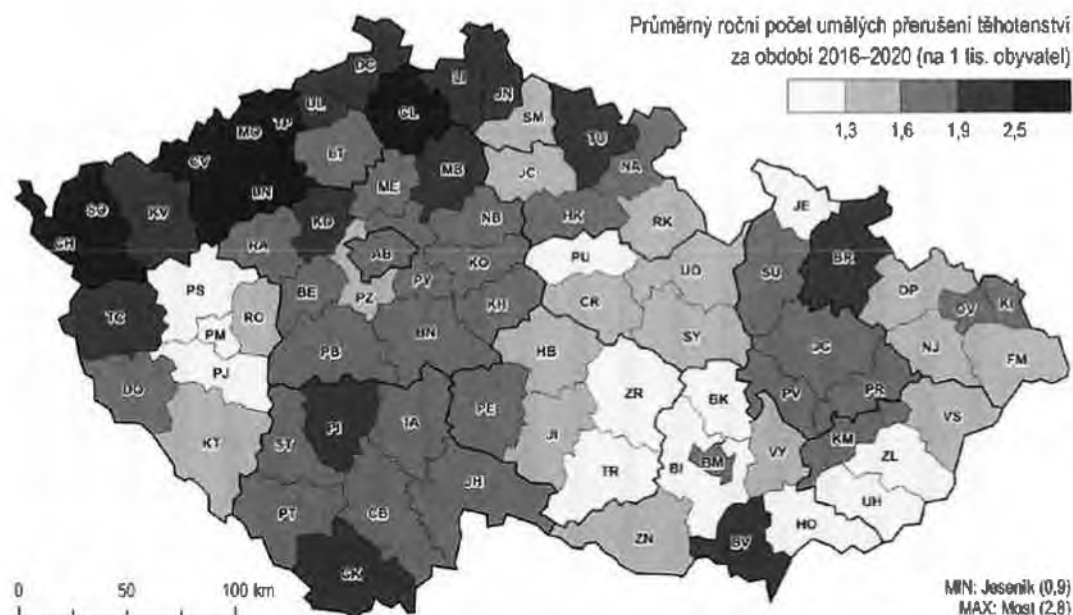 Průměrný roční počet umělých přerušení těhotenství
za období 2016–2020 (na 1 tis. obyvatel)
1,3 1,6 1,9 2,5
DC
LI
JN
UL
CL
SM
TP
MO
TU
LT
CV
MB
JC
NA
ME
LN
SO
KV
KD
NB
HK
RK
JE
CH
RA
AB
KO
PU
UO
SU
BR
PS
BE
PZ
PY
KH
CR
OP
OV
KI
TC
RO
PM
BN
SY
PB
HB
OC
NJ
FM
PJ
DO
ZR
BK
PV
PR
PI
TA
PE
KT
ST
JI
VY
KM
VS
TR
BI
BM
ZL
JH
PT
CB
UH
HO
ZN
BV
CK
0 50 100 km
MIN: Jeseník (0,9)
MAX: Most (2,8)